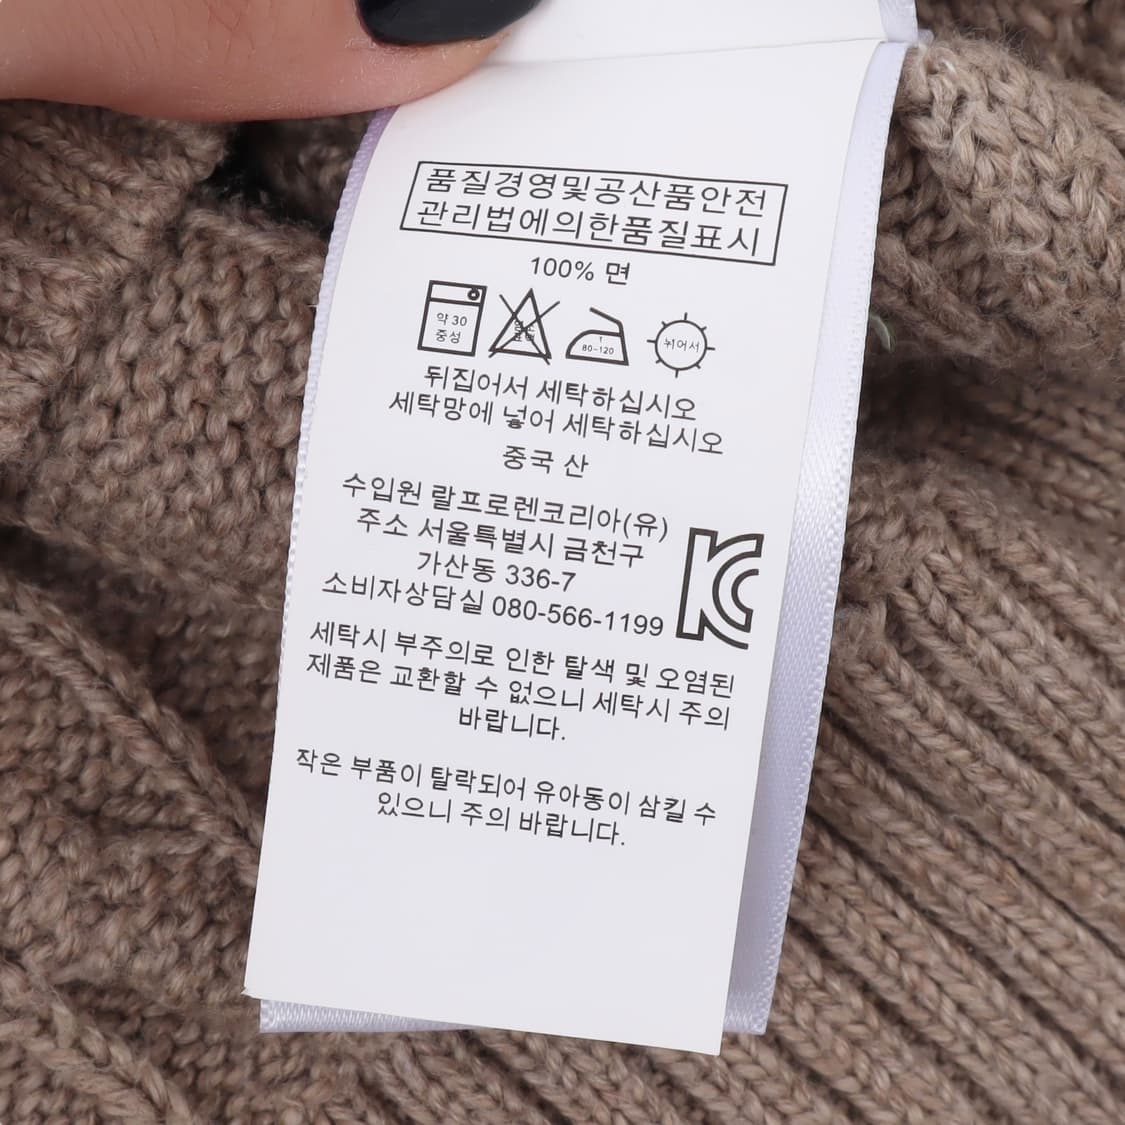 품질경영및공산품안전
관리법에의한품질표시
100% 면
약 30
중성
염소
표백
80-120
뉘어서
뒤집어서 세탁하십시오
세탁망에 넣어 세탁하십시오
중국 산
수입원 랄프로렌코리아(유)
주소 서울특별시 금천구
가산동 336-7
소비자상담실 080-566-1199
KC
세탁시 부주의로 인한 탈색 및 오염된
제품은 교환할 수 없으니 세탁시 주의
바랍니다.
작은 부품이 탈락되어 유아동이 삼킬 수
있으니 주의 바랍니다.